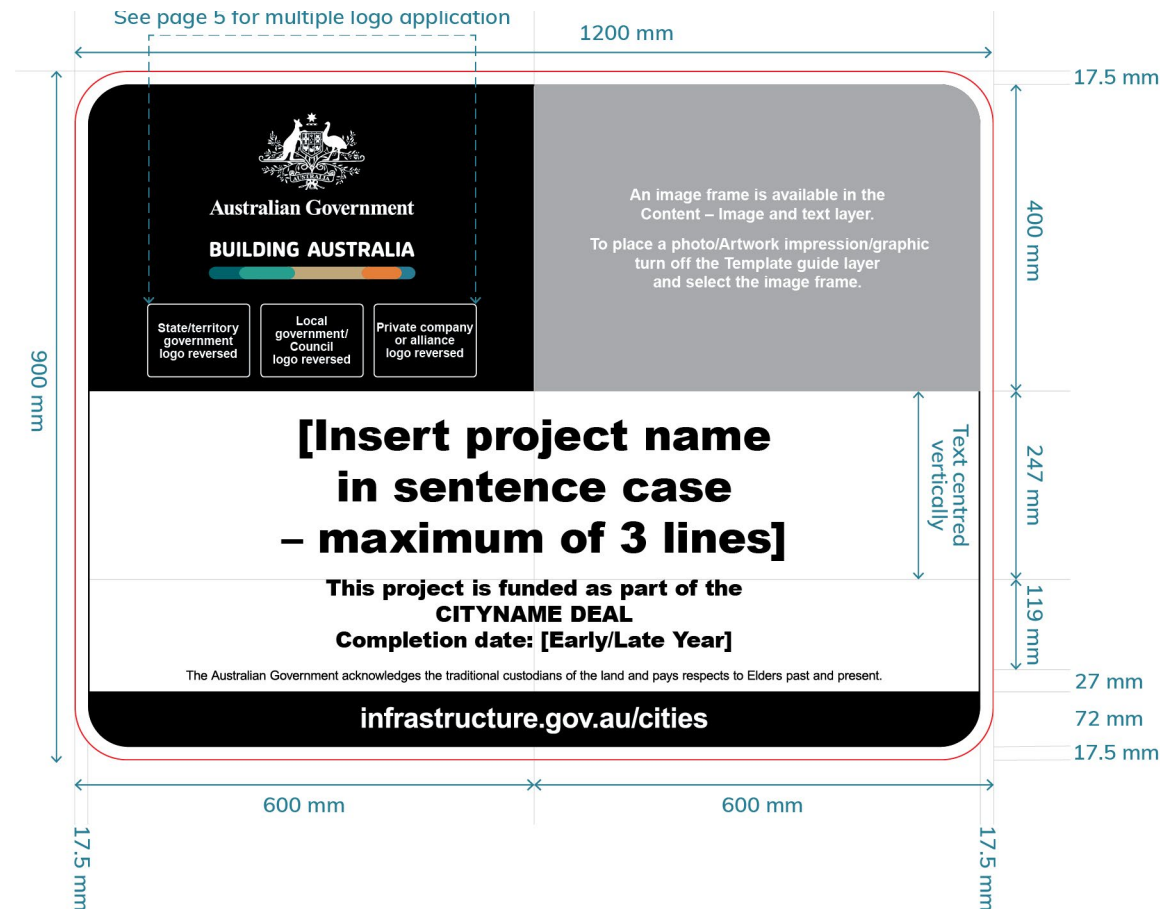 See page 5 for multiple logo application
1200 mm
17.5 mm
Australian Government
BUILDING AUSTRALIA
State/territory
government
logo reversed
Local
government/
Council
logo reversed
Private company
or alliance
logo reversed
An image frame is available in the
Content – Image and text layer.
To place a photo/Artwork impression/graphic
turn off the Template guide layer
and select the image frame.
400 mm
900 mm
[Insert project name
in sentence case
– maximum of 3 lines]
Text centred
vertically
247 mm
This project is funded as part of the
CITYNAME DEAL
Completion date: [Early/Late Year]
119 mm
The Australian Government acknowledges the traditional custodians of the land and pays respects to Elders past and present.
27 mm
infrastructure.gov.au/cities
72 mm
17.5 mm
600 mm
600 mm
17.5 mm
17.5 mm